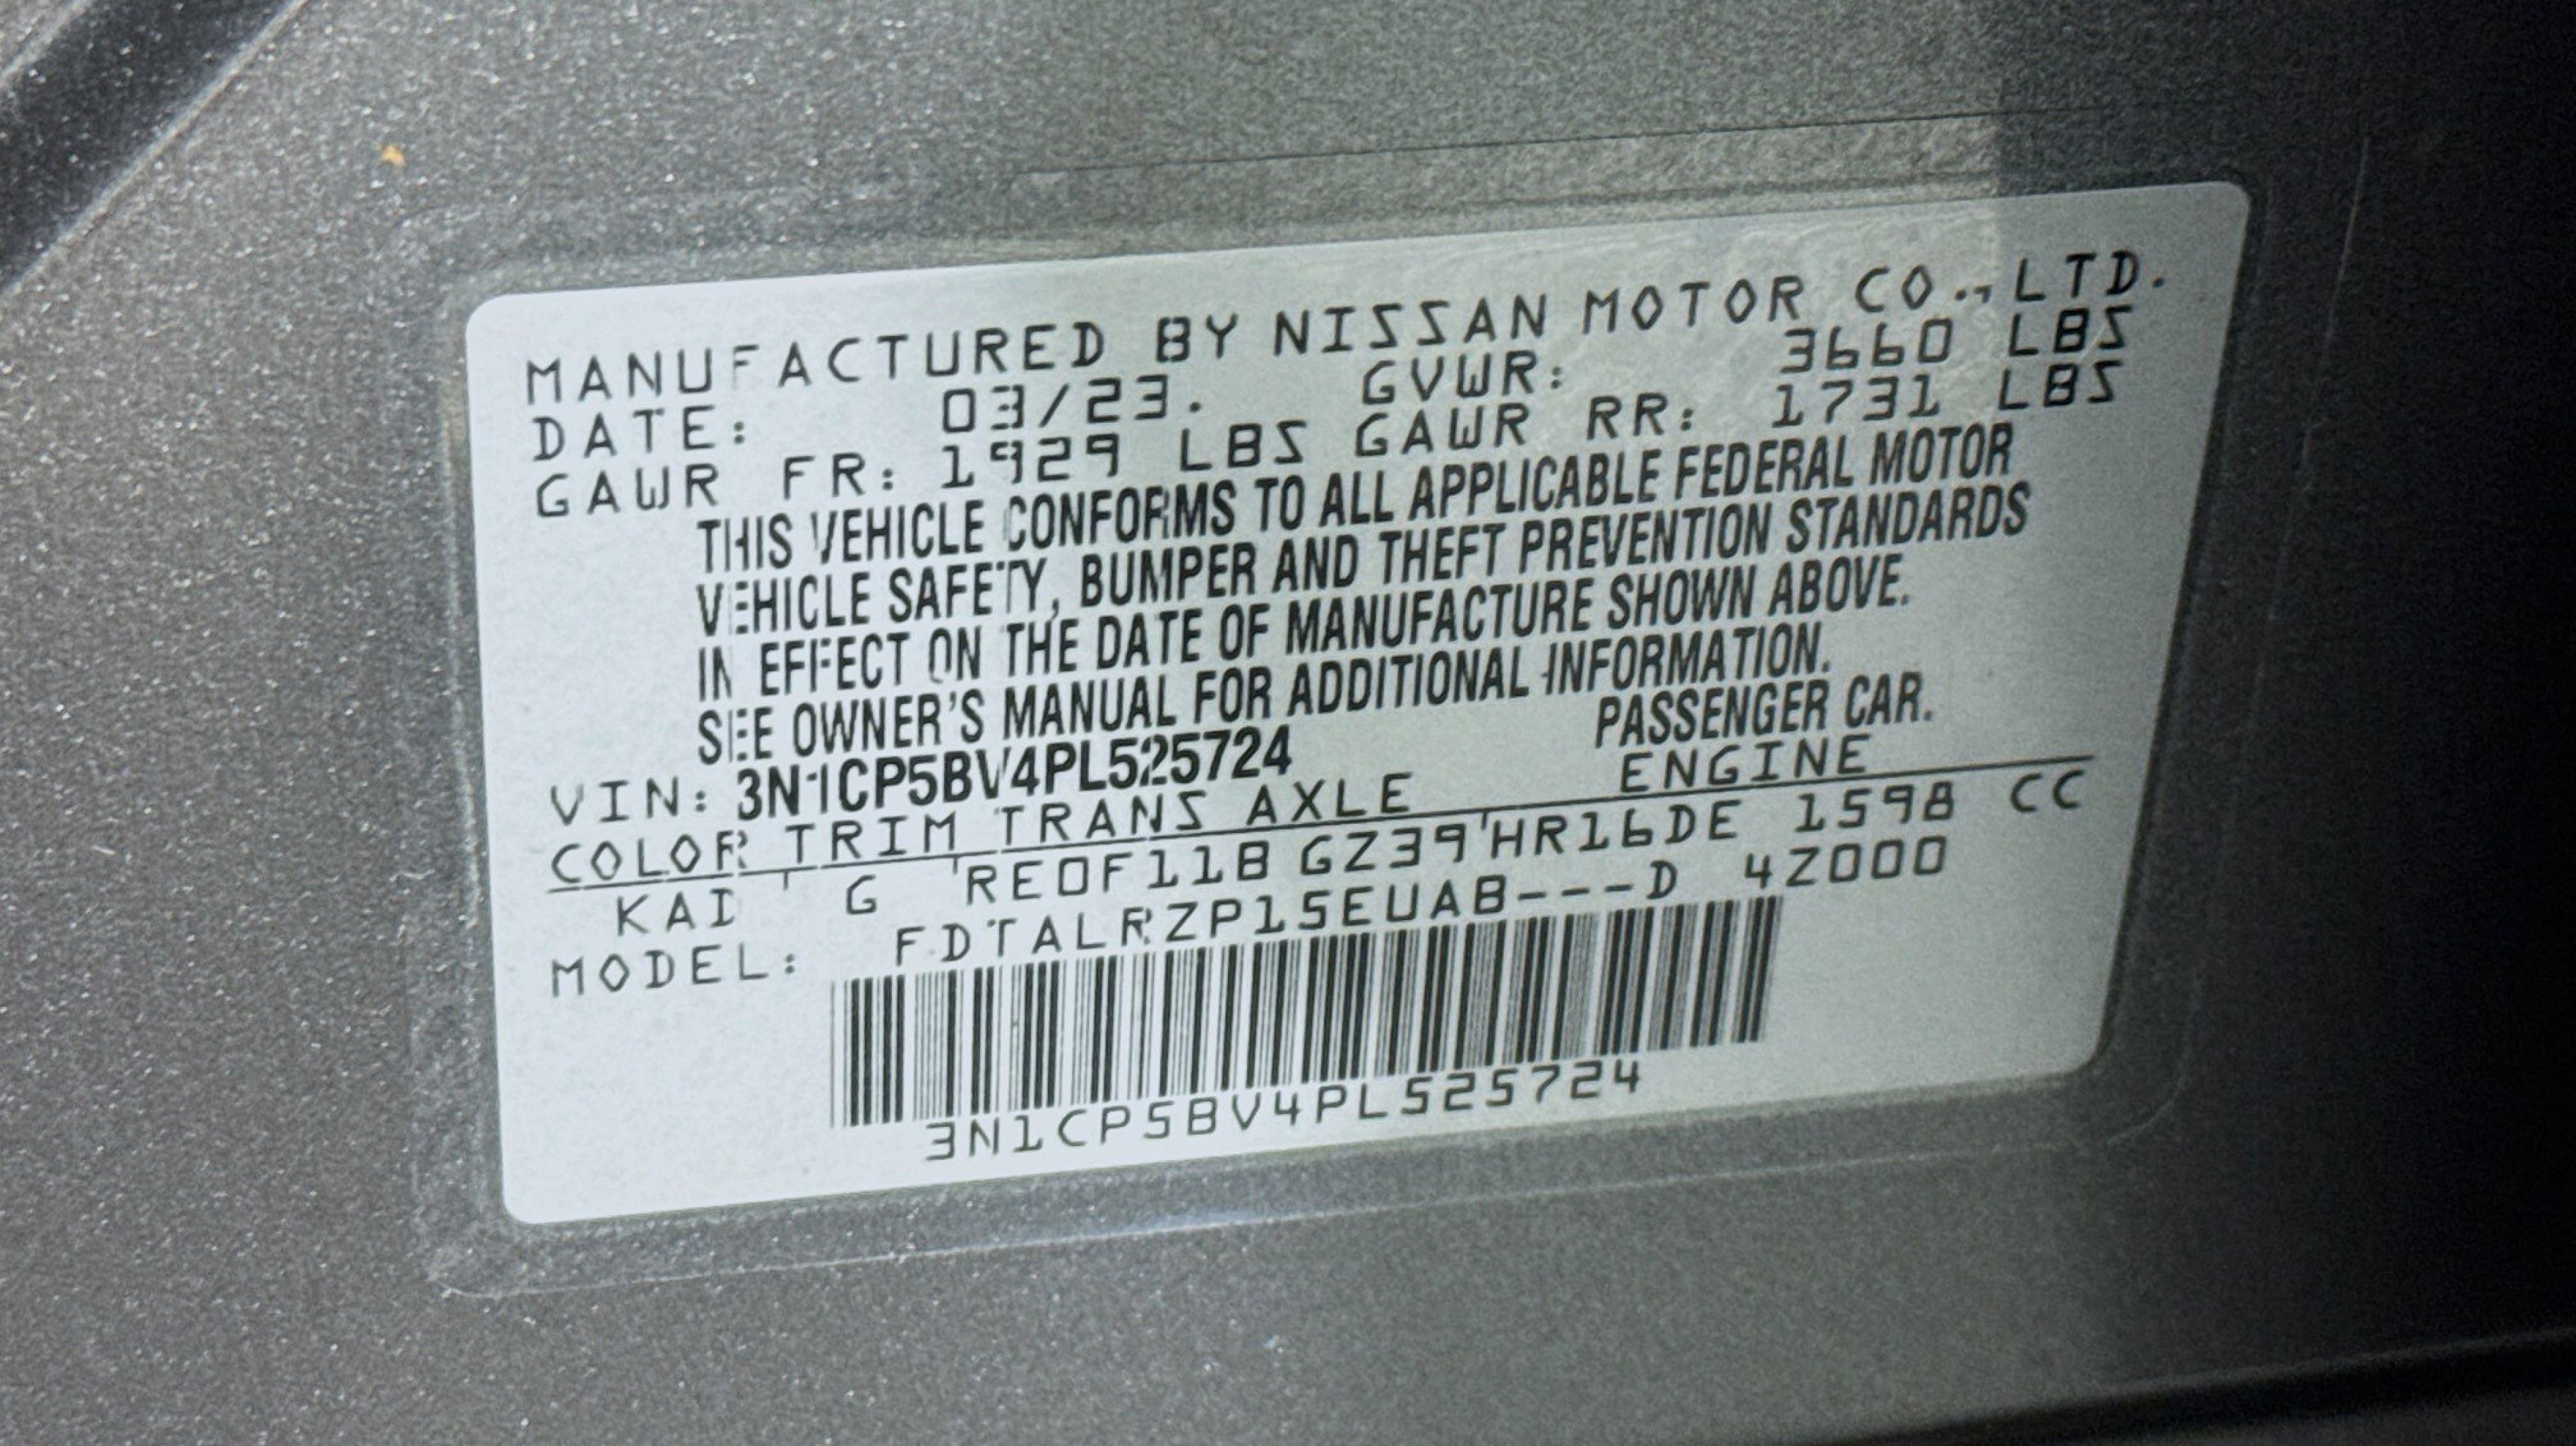 MANUFACTURED BY NISSAN MOTOR CO.,LTD.
DATE: 03/23. GVWR: 3660 LBS
GAWR FR: 1929 LBS GAWR RR: 1731 LBS
THIS VEHICLE CONFORMS TO ALL APPLICABLE FEDERAL MOTOR
VEHICLE SAFETY, BUMPER AND THEFT PREVENTION STANDARDS
IN EFFECT ON THE DATE OF MANUFACTURE SHOWN ABOVE.
SEE OWNER'S MANUAL FOR ADDITIONAL INFORMATION.
VIN: 3N1CP5BV4PL525724 PASSENGER CAR.
COLOR TRIM TRANS AXLE ENGINE
KAD G RE0F11B GZ39 HR16DE 1598 CC
MODEL: FDTALRZP15EUAB---D 4Z000
3N1CP5BV4PL525724